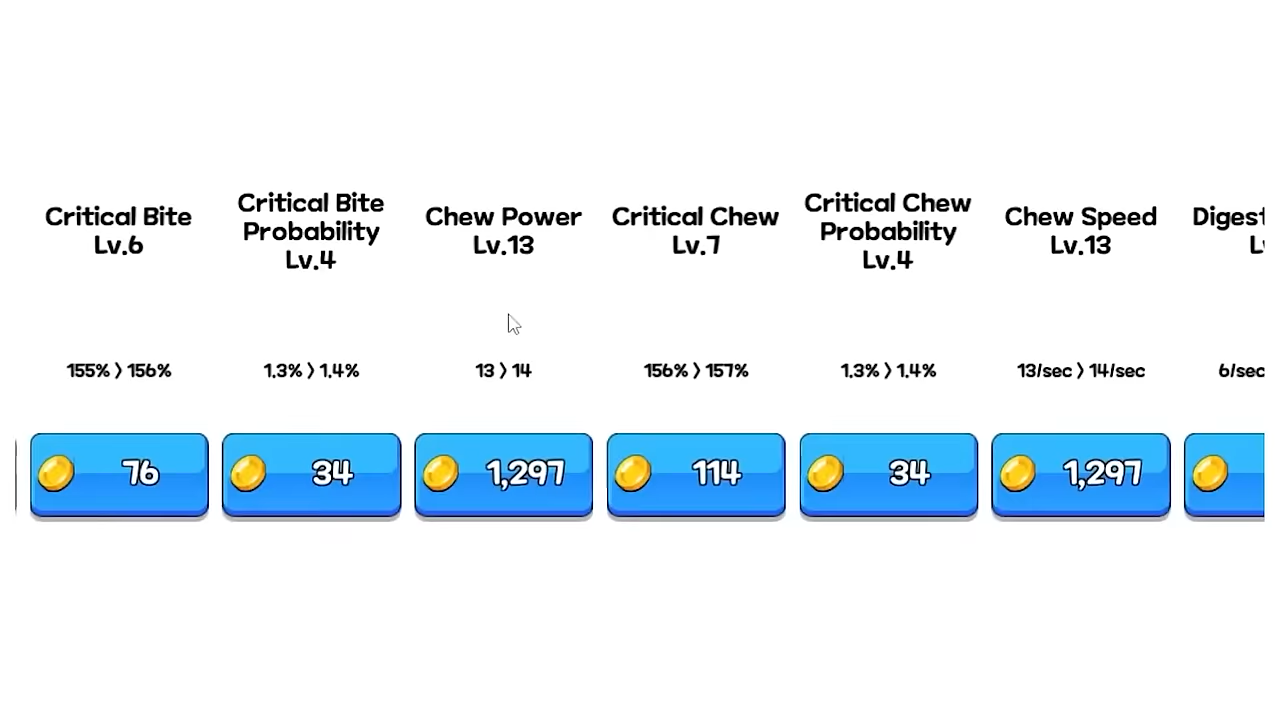 Critical Bite
Lv.6
155% > 156%
76
Critical Bite
Probability
Lv.4
1.3% > 1.4%
34
Chew Power
Lv.13
13 > 14
1,297
Critical Chew
Lv.7
156% > 157%
114
Critical Chew
Probability
Lv.4
1.3% > 1.4%
34
Chew Speed
Lv.13
13/sec > 14/sec
1,297
Digest
6/sec